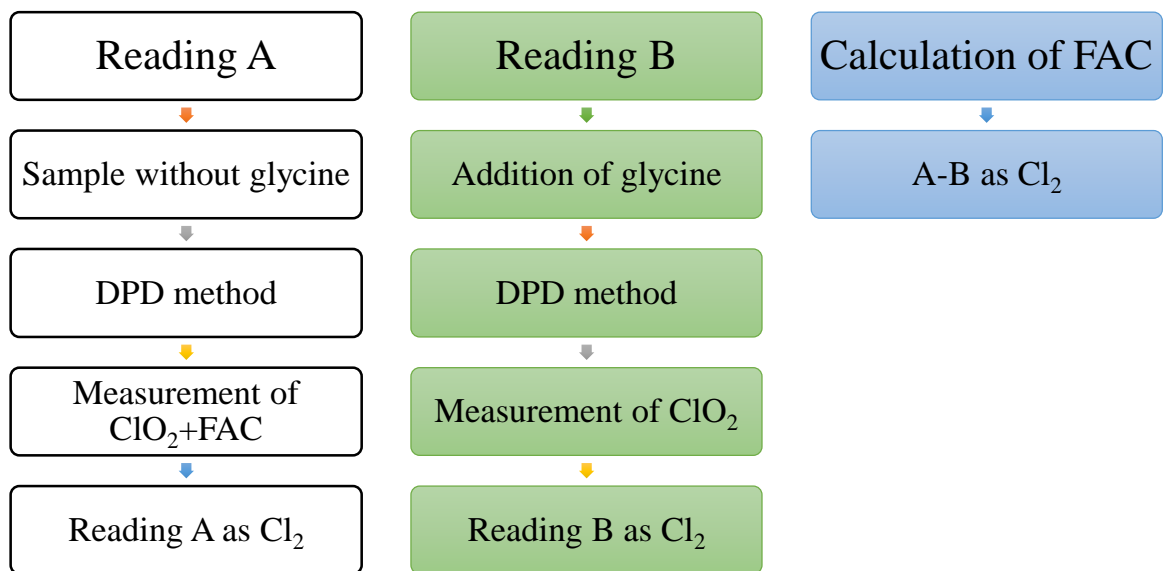 Reading A
Sample without glycine
DPD method
Measurement of
ClO₂+FAC
Reading A as Cl₂
Reading B
Addition of glycine
DPD method
Measurement of ClO₂
Reading B as Cl₂
Calculation of FAC
A-B as Cl₂